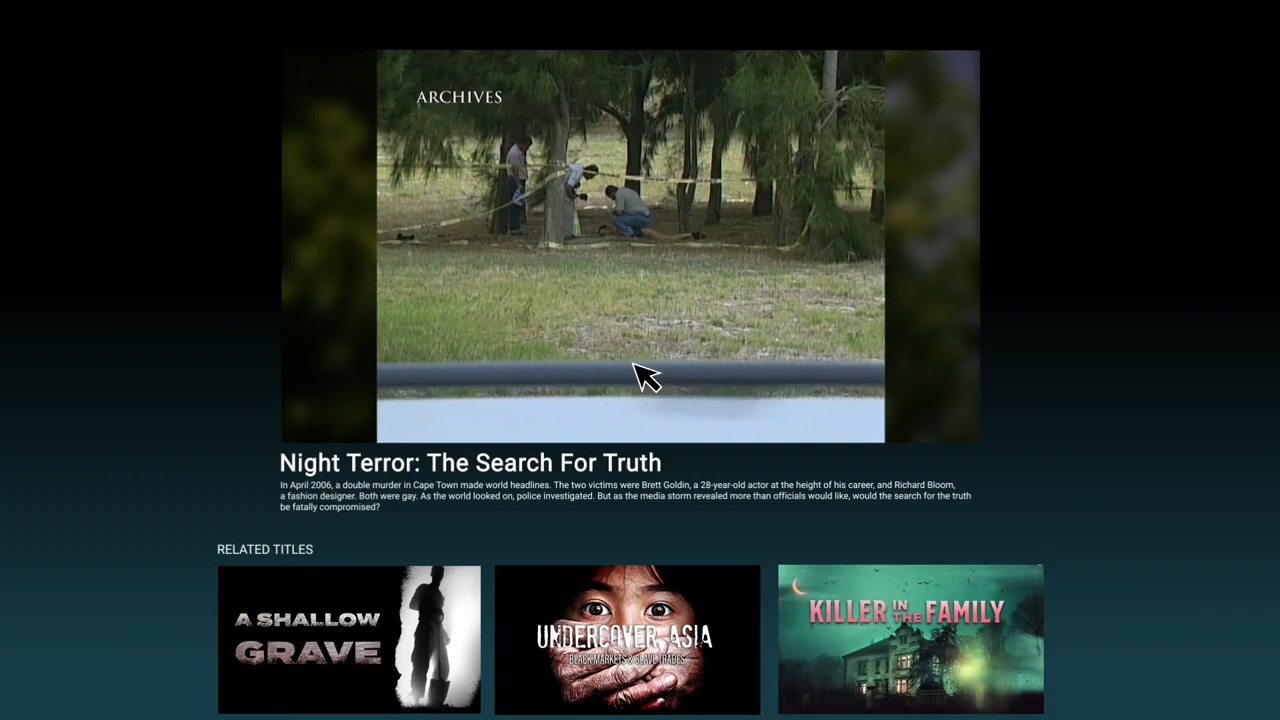 ARCHIVES
Night Terror: The Search For Truth
In April 2006, a double murder in Cape Town made world headlines. The two victims were Brett Goldin, a 28-year-old actor at the height of his career, and Richard Bloom,
a fashion designer. Both were gay. As the world looked on, police investigated. But as the media storm revealed more than officials would like, would the search for the truth
be fatally compromised?
RELATED TITLES
A SHALLOW
GRAVE
UNDERCOVER ASIA
BLACK MARKETS & SLAVE TRADES
KILLER IN THE FAMILY